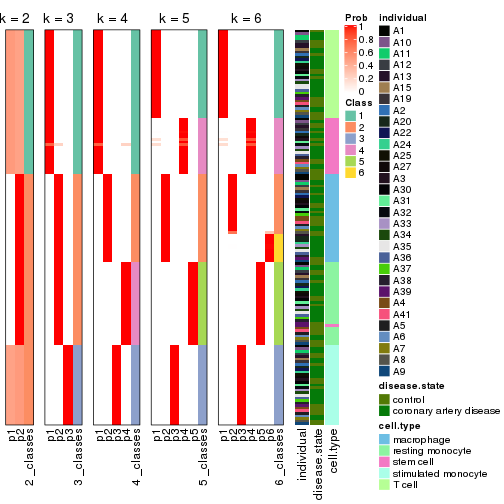 k = 2
k = 3
k = 4
k = 5
k = 6
p1
p2
2_classes
p1
p2
p3
3_classes
p1
p2
p3
p4
4_classes
p1
p2
p3
p4
p5
5_classes
p1
p2
p3
p4
p5
p6
6_classes
individual
disease.state
cell.type
Prob
1
0.8
0.6
0.4
0.2
0
Class
1
2
3
4
5
6
individual
A1
A10
A11
A12
A13
A15
A19
A2
A20
A22
A24
A25
A27
A3
A30
A31
A32
A33
A34
A35
A36
A37
A38
A39
A4
A41
A5
A6
A7
A8
A9
disease.state
control
coronary artery disease
cell.type
macrophage
resting monocyte
stem cell
stimulated monocyte
T cell